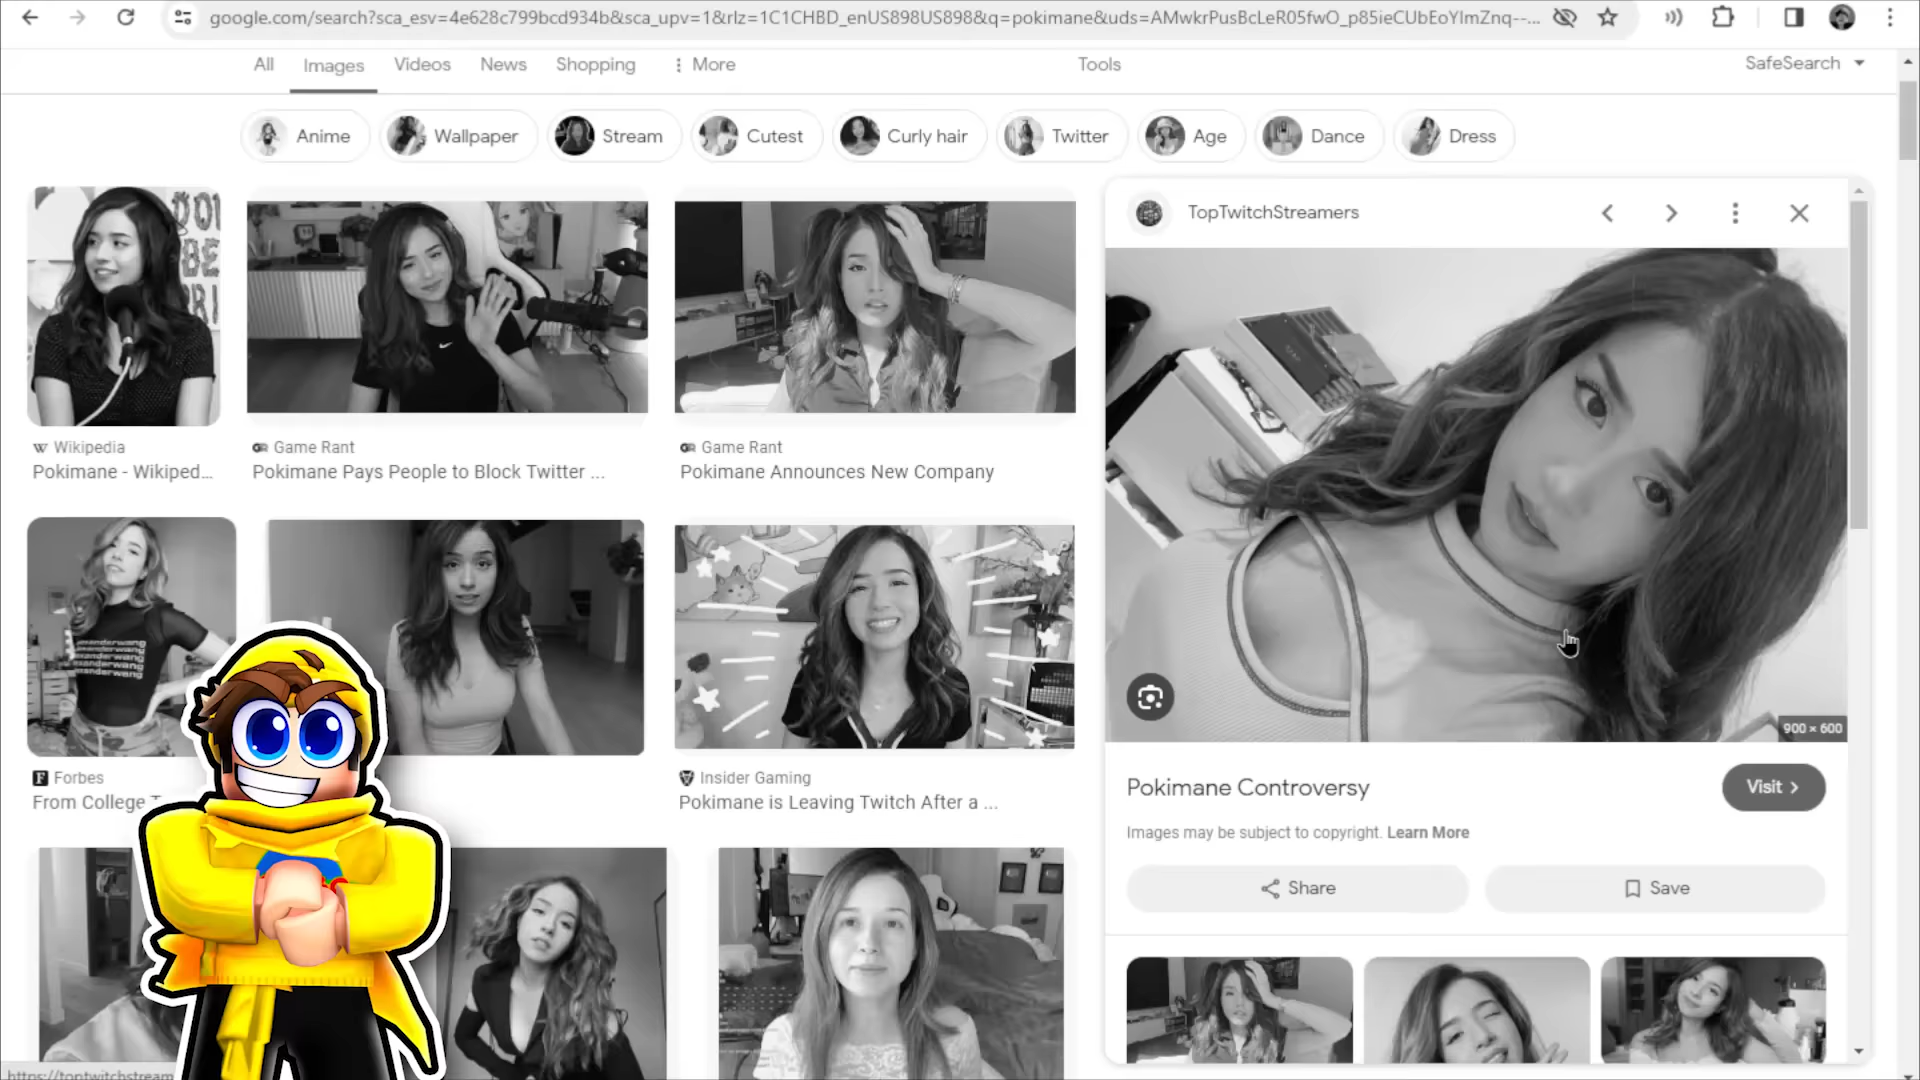 google.com/search?sca_esv=4e628c799bcd934b&sca_upv=1&rlz=1C1CHBD_enUS898US898&q=pokimane&uds=AMwkrPusBcLeR05fwO_p85ieCUbEoYlmZnq--...
All Images Videos News Shopping More Tools SafeSearch
Anime Wallpaper Stream Cutest Curly hair Twitter Age Dance Dress
TopTwitchStreamers
Wikipedia
Pokimane - Wikiped...
Game Rant
Pokimane Pays People to Block Twitter ...
Game Rant
Pokimane Announces New Company
900 × 600
Forbes
From College T
Insider Gaming
Pokimane is Leaving Twitch After a ...
Pokimane Controversy
Visit
Images may be subject to copyright. Learn More
Share Save
https://toptwitchstream